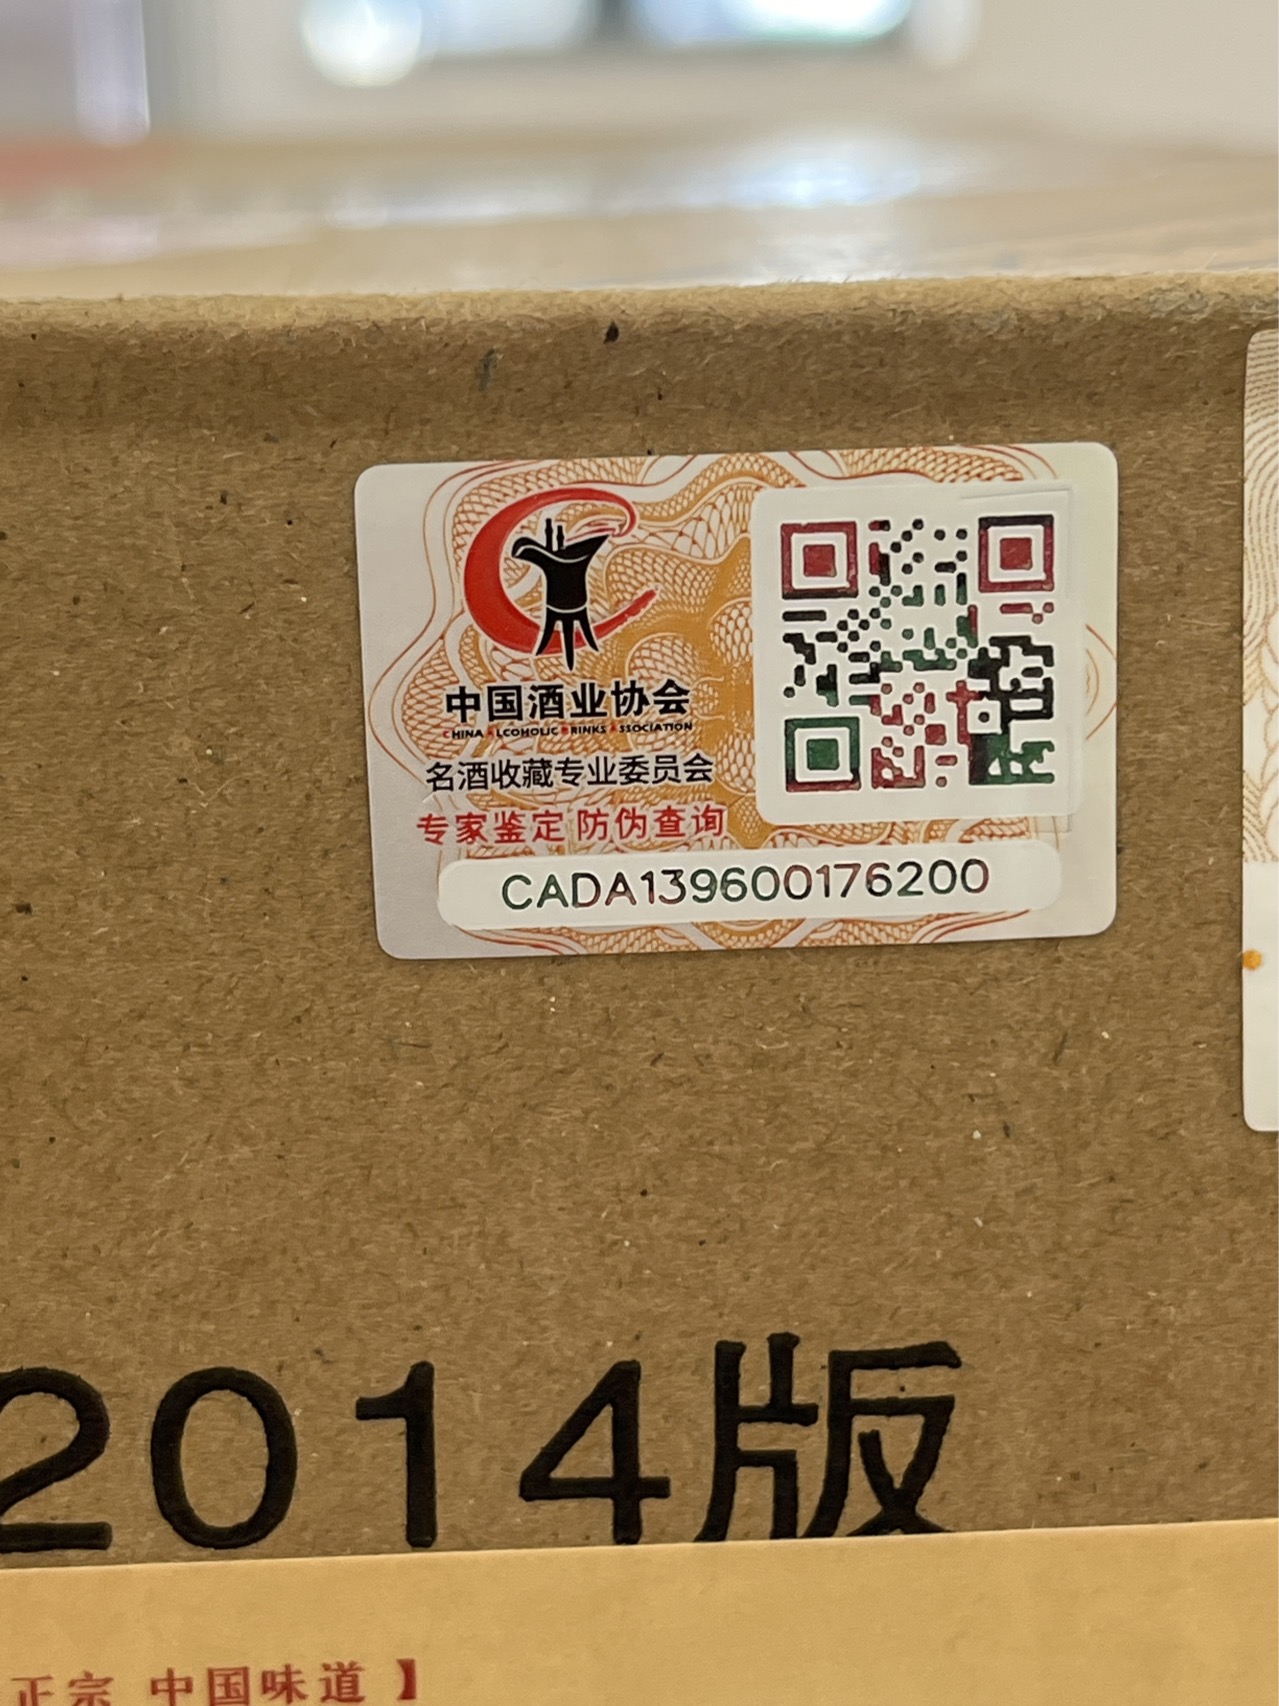 中国酒业协会
CHINA ALCOHOLIC DRINKS ASSOCIATION
名酒收藏专业委员会
专家鉴定 防伪查询
CADA139600176200
2014版
正宗 中国味道】